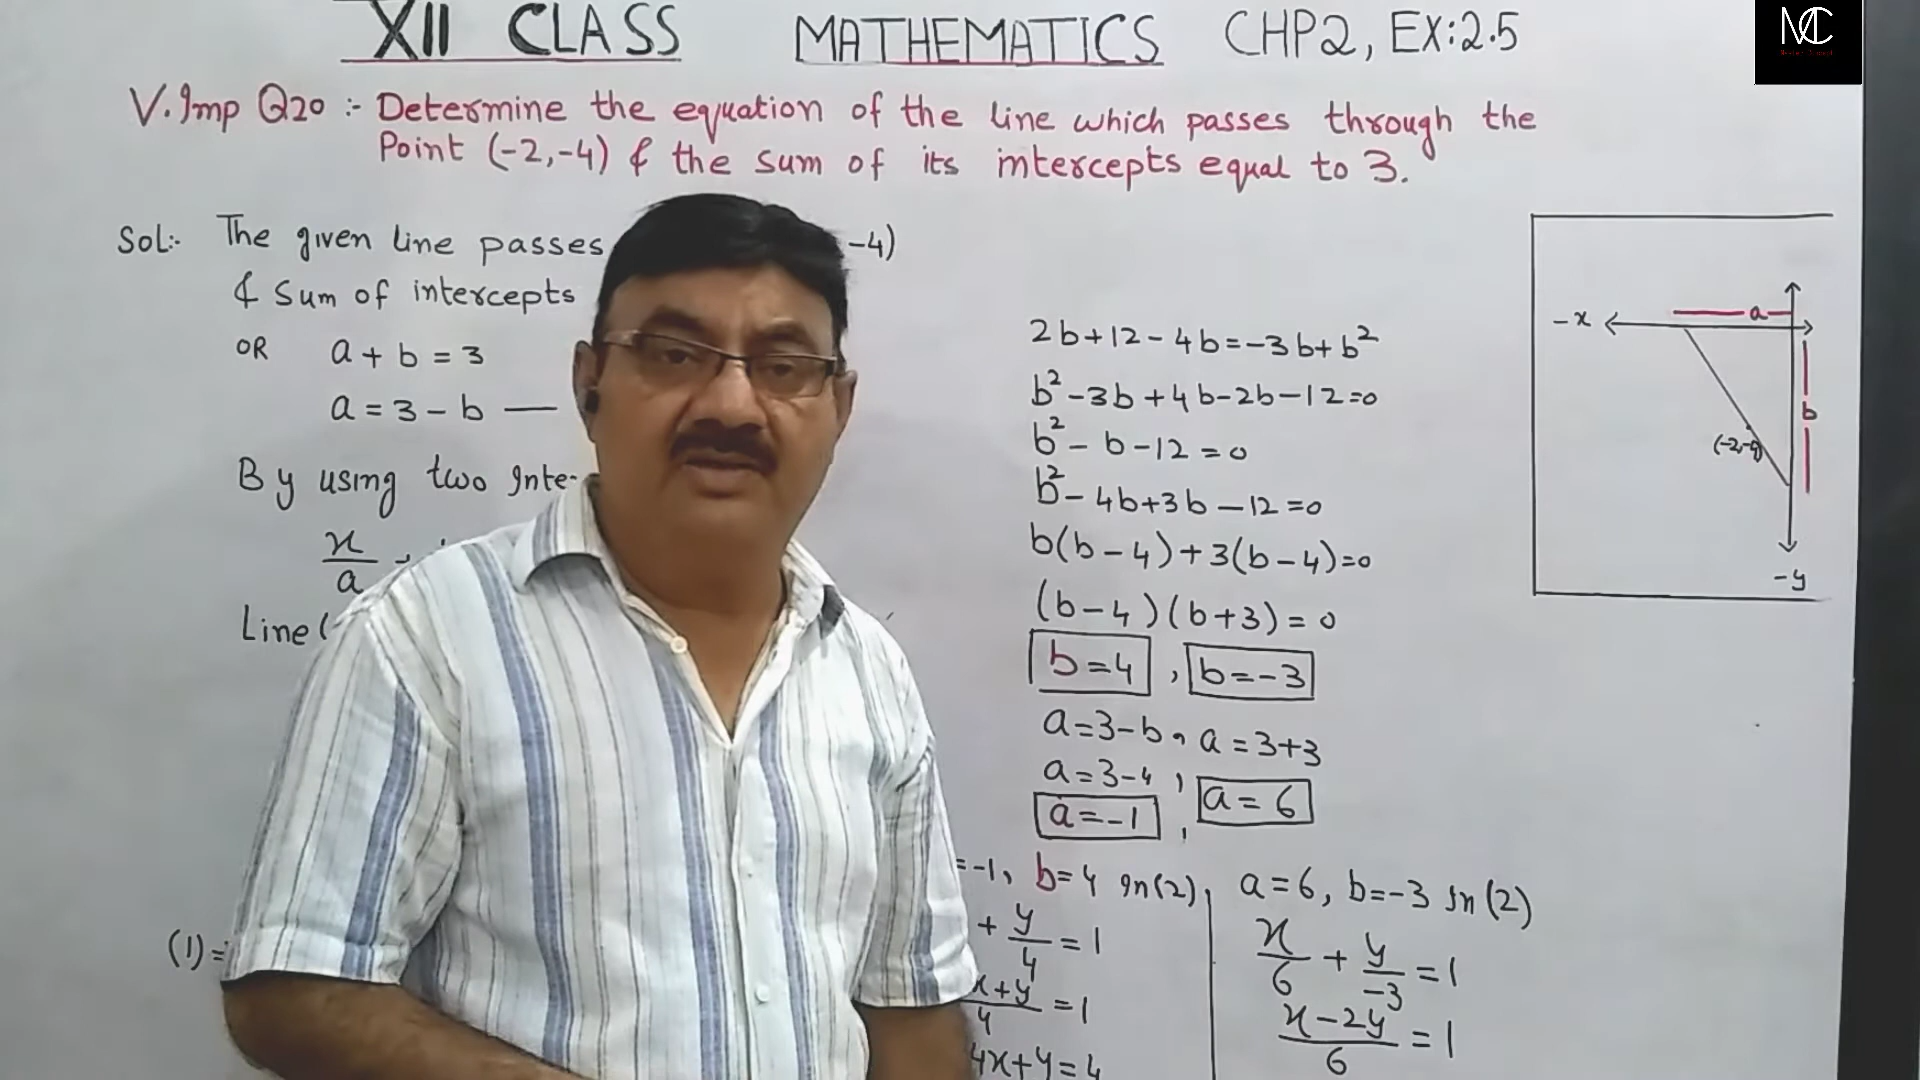 XII CLASS MATHEMATICS CHP2, EX:2.5
MC
V.Imp Q20 :- Determine the equation of the line which passes through the
Point (-2,-4) & the sum of its intercepts equal to 3.
Sol:- The given line passes -4)
& Sum of intercepts
OR a + b = 3
a = 3 - b —
By using two Inte-
x/a
Line (
(1)=
2b+12-4b=-3b+b²
b²-3b+4b-2b-12=0
b²-b-12=0
b²-4b+3b-12=0
b(b-4)+3(b-4)=0
(b-4)(b+3)=0
b=4 , b=-3
a=3-b, a=3+3
a=3-4 , a=6
a=-1 ,
=-1, b=4 in(2), a=6, b=-3 in(2)
+ y/4 = 1
x+y/4 = 1
4x+y=4
x/6 + y/-3 = 1
x-2y/6 = 1
-x
a
b
(-2,-4)
-y